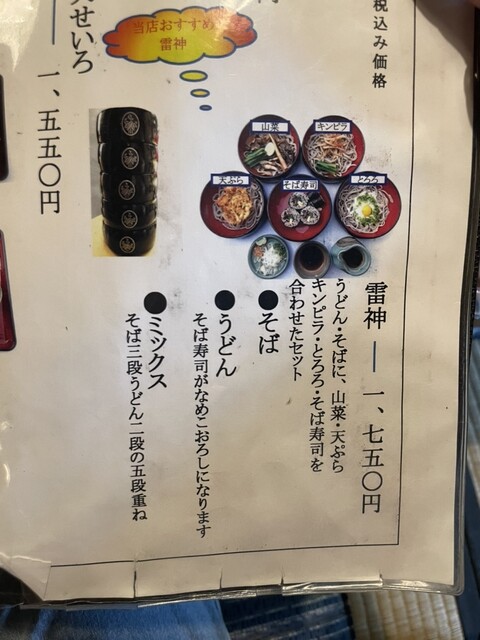 税込み価格
当店おすすめ
雷神
山菜
キンピラ
天ぷら
そば寿司
とろろ
雷神 一、七五〇円
うどん・そばに、山菜・天ぷら
キンピラ・とろろ・そば寿司を
合わせたセット
●そば
●うどん
そば寿司がなめこおろしになります
●ミックス
そば三段うどん二段の五段重ね
せいろ
一、五五〇円